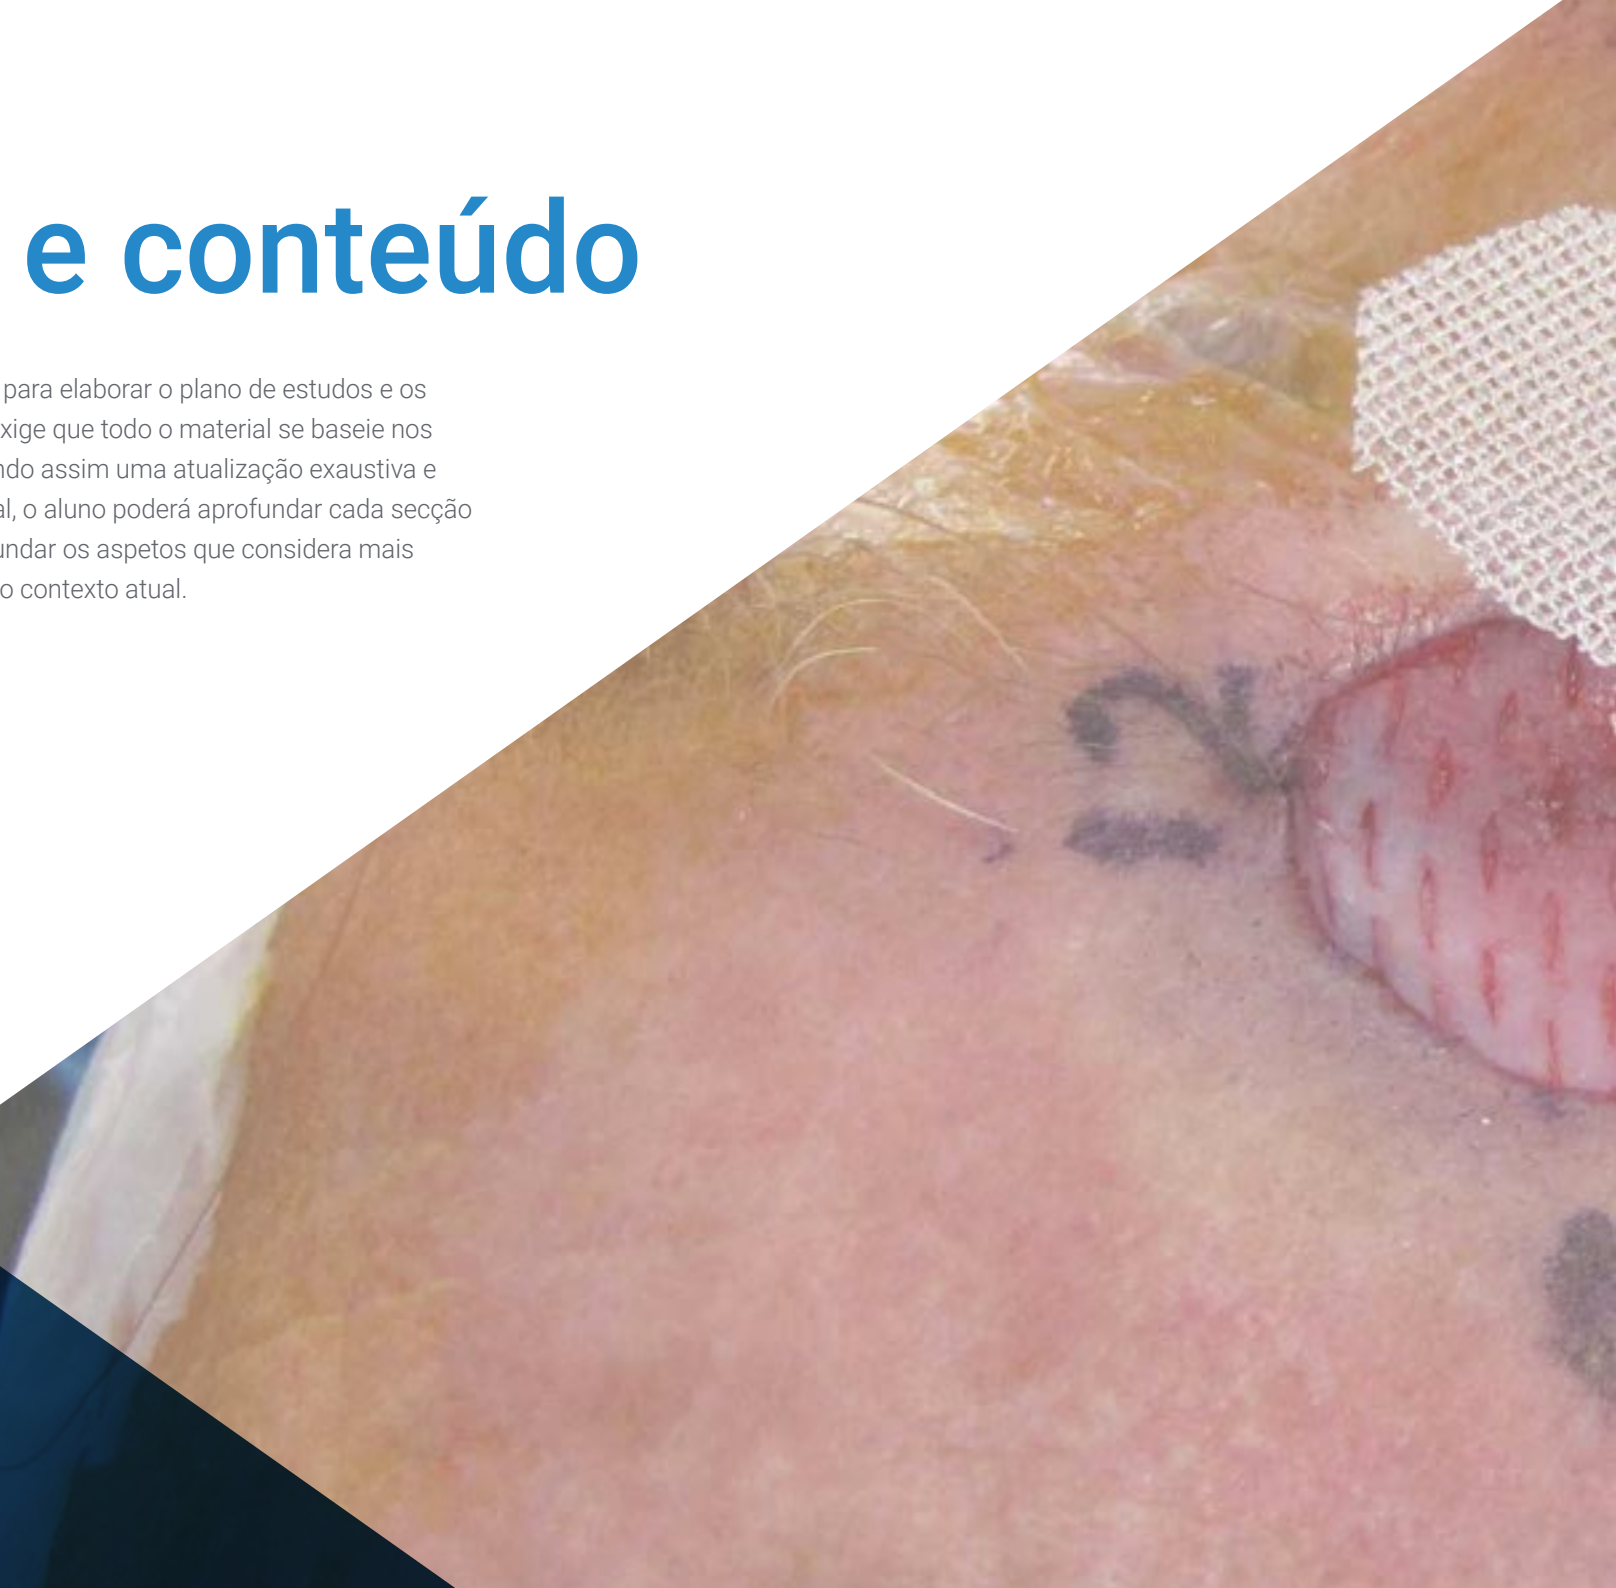 e conteúdo
para elaborar o plano de estudos e os
xige que todo o material se baseie nos
ndo assim uma atualização exaustiva e
al, o aluno poderá aprofundar cada secção
undar os aspetos que considera mais
o contexto atual.